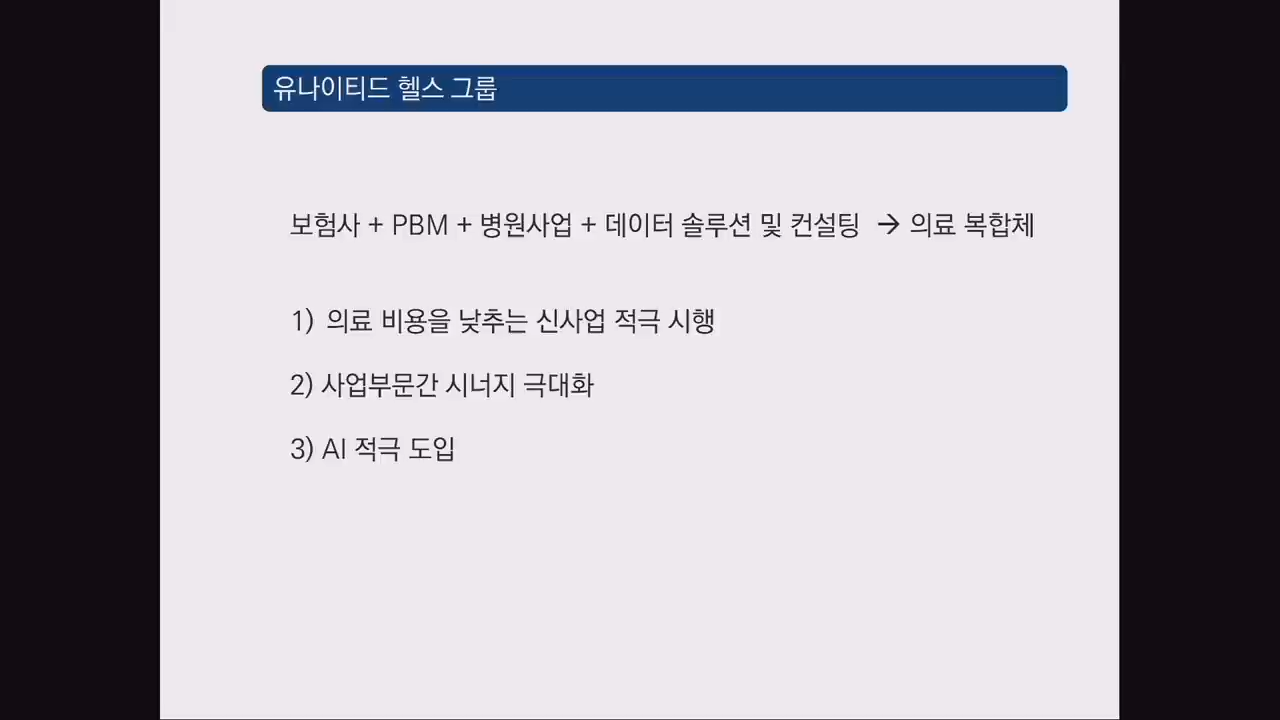 유나이티드 헬스 그룹
보험사 + PBM + 병원사업 + 데이터 솔루션 및 컨설팅 → 의료 복합체
1) 의료 비용을 낮추는 신사업 적극 시행
2) 사업부문간 시너지 극대화
3) AI 적극 도입